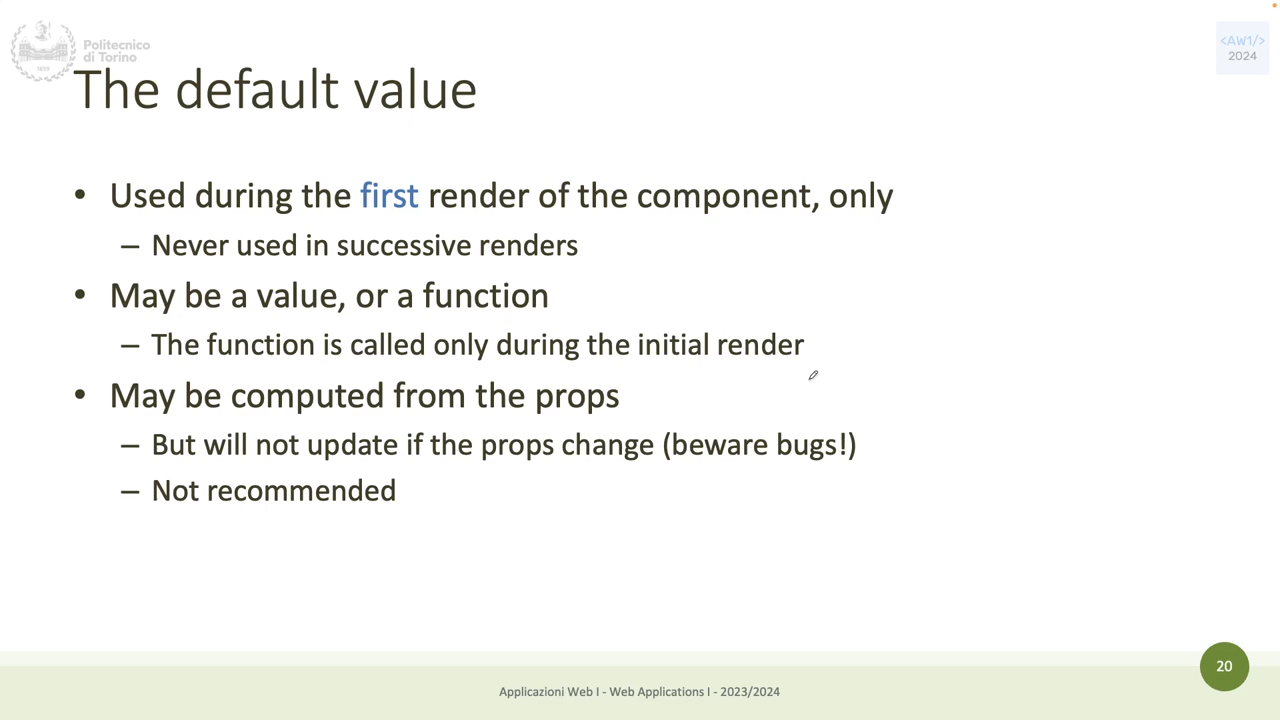 Politecnico
di Torino
1859
<AW1/>
2024
The default value
• Used during the first render of the component, only
– Never used in successive renders
• May be a value, or a function
– The function is called only during the initial render
• May be computed from the props
– But will not update if the props change (beware bugs!)
– Not recommended
20
Applicazioni Web I - Web Applications I - 2023/2024